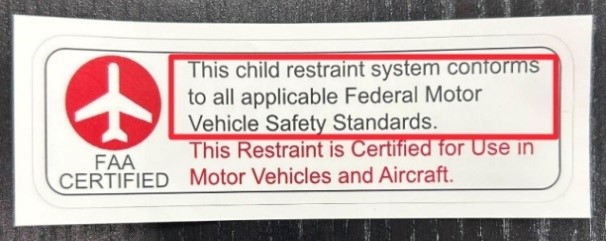 This child restraint system conforms
to all applicable Federal Motor
Vehicle Safety Standards.
This Restraint is Certified for Use in
Motor Vehicles and Aircraft.
FAA
CERTIFIED